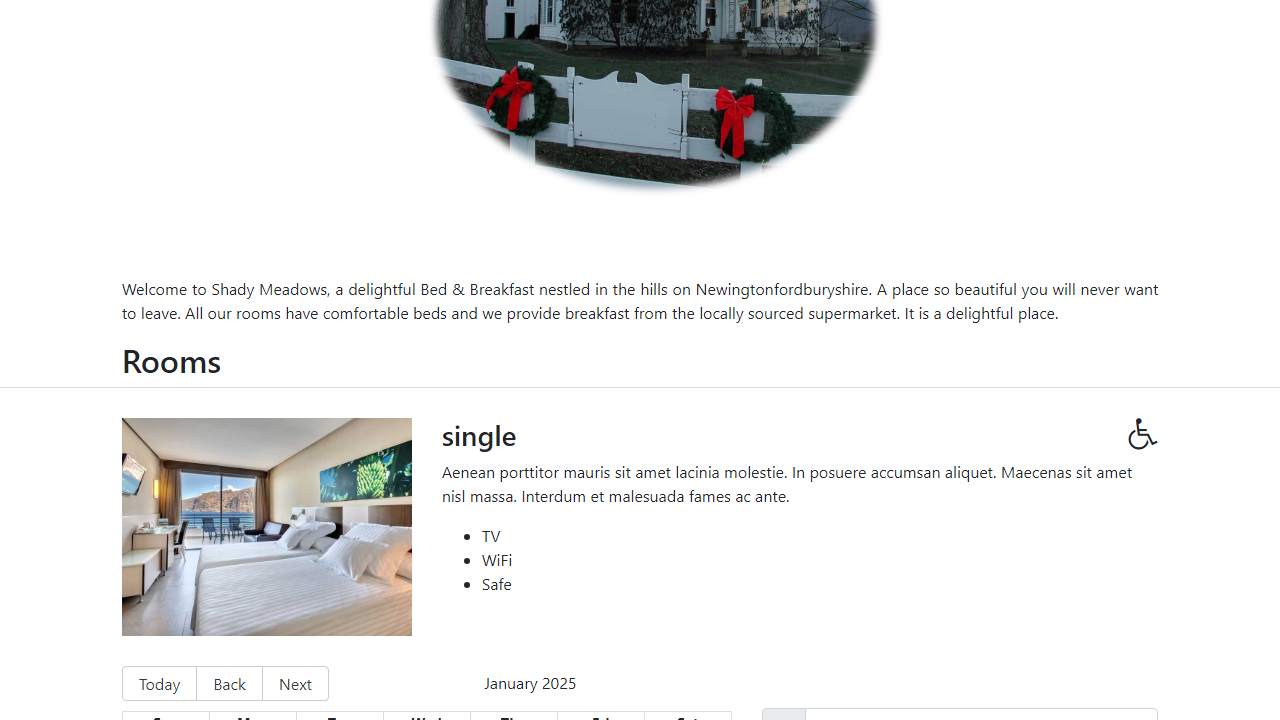 Welcome to Shady Meadows, a delightful Bed & Breakfast nestled in the hills on Newingtonfordburyshire. A place so beautiful you will never want
to leave. All our rooms have comfortable beds and we provide breakfast from the locally sourced supermarket. It is a delightful place.
Rooms
single
Aenean porttitor mauris sit amet lacinia molestie. In posuere accumsan aliquet. Maecenas sit amet
nisl massa. Interdum et malesuada fames ac ante.
TV
WiFi
Safe
Today Back Next January 2025